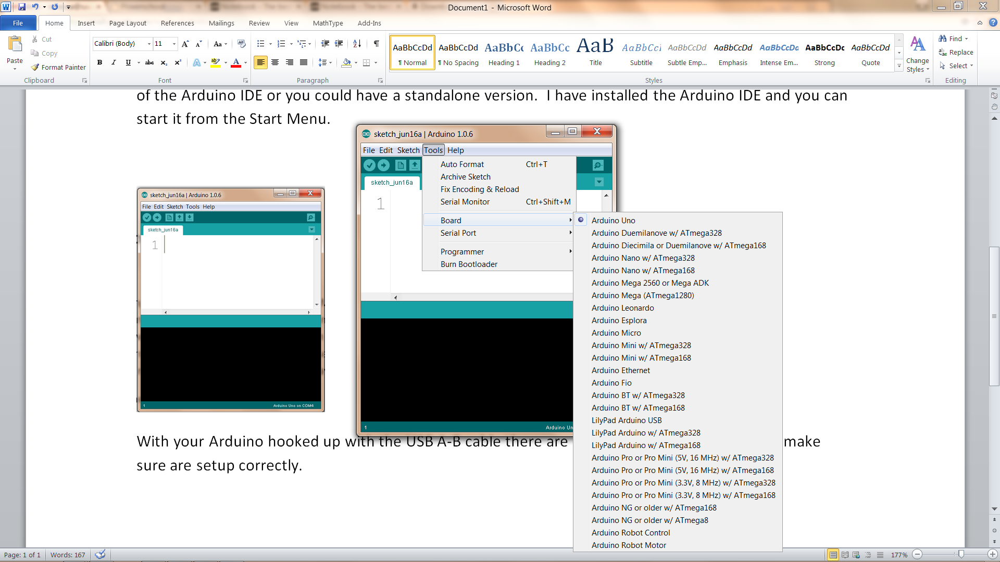 Document1 - Microsoft Word
File Home Insert Page Layout References Mailings Review View MathType Add-Ins
Paste
Cut
Copy
Format Painter
Clipboard
Calibri (Body) 11
Font
Paragraph
AaBbCcDd AaBbCcDd AaBbCc AaBbCc AaB AaBbCcI AaBbCcDd AaBbCcDd AaBbCcDd AaBbCcDc AaBbCcDd
¶ Normal ¶ No Spacing Heading 1 Heading 2 Title Subtitle Subtle Emp... Emphasis Intense Em... Strong Quote
Styles
Change Styles
Find
Replace
Select
Editing
of the Arduino IDE or you could have a standalone version. I have installed the Arduino IDE and you can
start it from the Start Menu.
sketch_jun16a | Arduino 1.0.6
File Edit Sketch Tools Help
sketch_jun16a
1
1
Arduino Uno on COM4
sketch_jun16a | Arduino 1.0.6
File Edit Sketch Tools Help
sketch_jun16a
1
Auto Format Ctrl+T
Archive Sketch
Fix Encoding & Reload
Serial Monitor Ctrl+Shift+M
Board
Serial Port
Programmer
Burn Bootloader
1
Arduino Un
Arduino Uno
Arduino Duemilanove w/ ATmega328
Arduino Diecimila or Duemilanove w/ ATmega168
Arduino Nano w/ ATmega328
Arduino Nano w/ ATmega168
Arduino Mega 2560 or Mega ADK
Arduino Mega (ATmega1280)
Arduino Leonardo
Arduino Esplora
Arduino Micro
Arduino Mini w/ ATmega328
Arduino Mini w/ ATmega168
Arduino Ethernet
Arduino Fio
Arduino BT w/ ATmega328
Arduino BT w/ ATmega168
LilyPad Arduino USB
LilyPad Arduino w/ ATmega328
LilyPad Arduino w/ ATmega168
Arduino Pro or Pro Mini (5V, 16 MHz) w/ ATmega328
Arduino Pro or Pro Mini (5V, 16 MHz) w/ ATmega168
Arduino Pro or Pro Mini (3.3V, 8 MHz) w/ ATmega328
Arduino Pro or Pro Mini (3.3V, 8 MHz) w/ ATmega168
Arduino NG or older w/ ATmega168
Arduino NG or older w/ ATmega8
Arduino Robot Control
Arduino Robot Motor
With your Arduino hooked up with the USB A-B cable there are make
sure are setup correctly.
Page: 1 of 1 Words: 167 177%